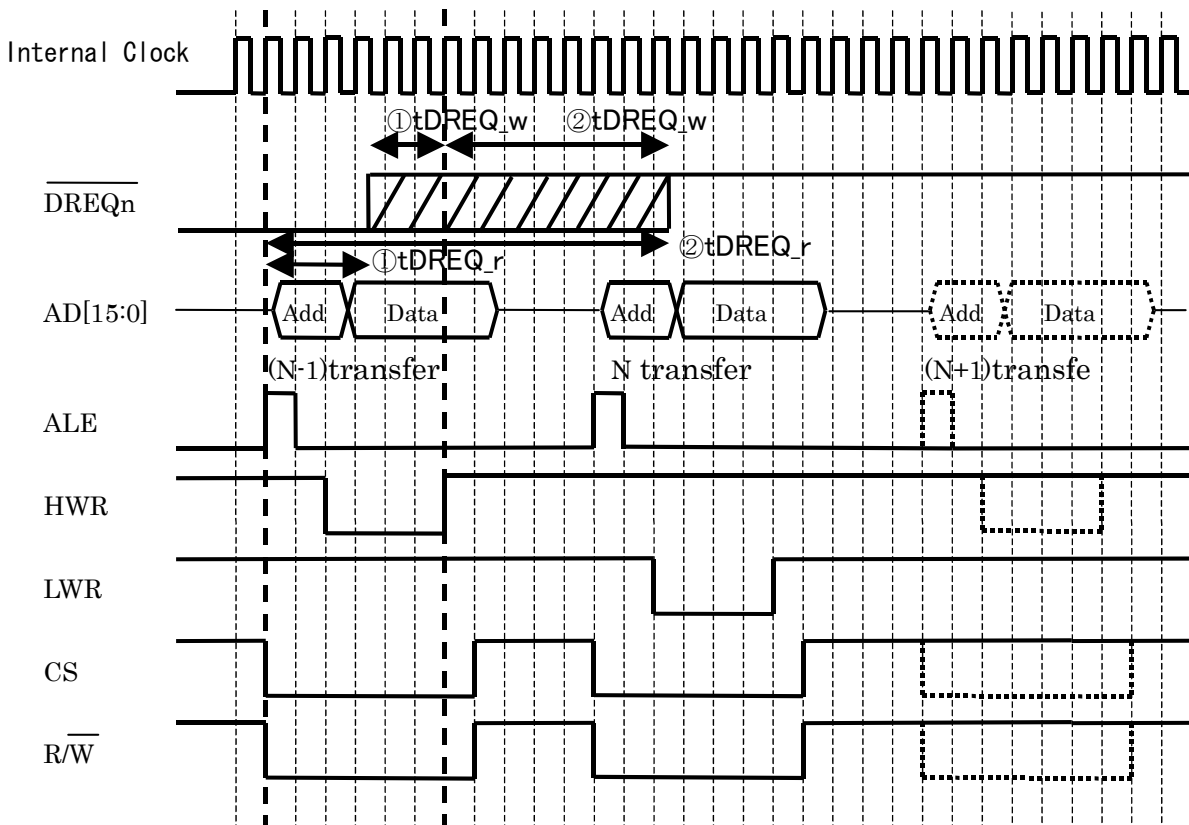 Internal Clock
①tDREQ_w ②tDREQ_w
DREQn
②tDREQ_r
①tDREQ_r
AD[15:0] Add Data Add Data Add Data
(N-1)transfer N transfer (N+1)transfe
ALE
HWR
LWR
CS
R/W